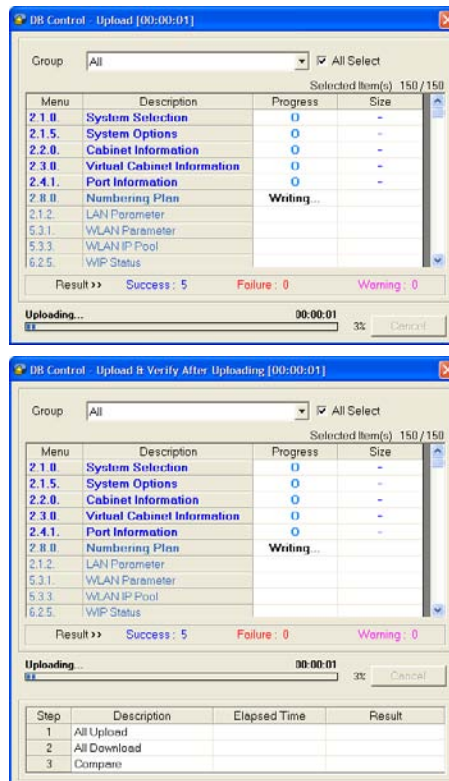 DB Control - Upload [00:00:01]
Group All All Select
Selected Item(s) 150/150
Menu Description Progress Size
2.1.0. System Selection O -
2.1.5. System Options O -
2.2.0. Cabinet Information O -
2.3.0. Virtual Cabinet Information O -
2.4.1. Port Information O -
2.8.0. Numbering Plan Writing...
2.1.2. LAN Parameter
5.3.1. WLAN Parameter
5.3.3. WLAN IP Pool
6.2.5. WIP Status
Result >> Success : 5 Failure : 0 Warning : 0
Uploading... 00:00:01
3% Cancel
DB Control - Upload & Verify After Uploading [00:00:01]
Group All All Select
Selected Item(s) 150/150
Menu Description Progress Size
2.1.0. System Selection O -
2.1.5. System Options O -
2.2.0. Cabinet Information O -
2.3.0. Virtual Cabinet Information O -
2.4.1. Port Information O -
2.8.0. Numbering Plan Writing...
2.1.2. LAN Parameter
5.3.1. WLAN Parameter
5.3.3. WLAN IP Pool
6.2.5. WIP Status
Result >> Success : 5 Failure : 0 Warning : 0
Uploading... 00:00:01
3% Cancel
Step Description Elapsed Time Result
1 All Upload
2 All Download
3 Compare